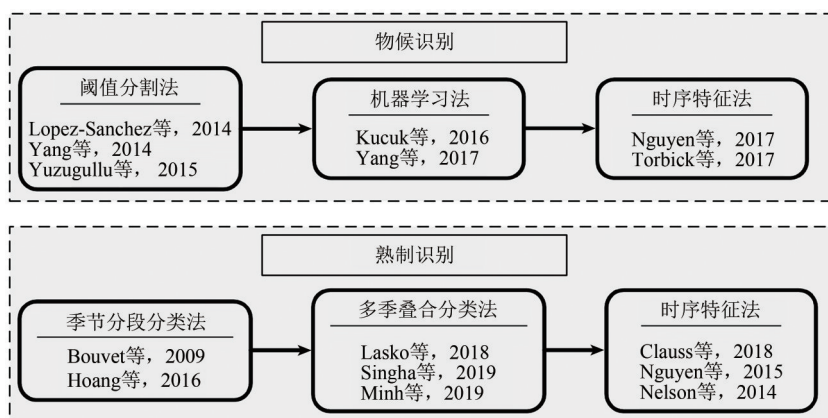 物候识别
阈值分割法
Lopez-Sanchez等，2014
Yang等，2014
Yuzugullu等， 2015
机器学习法
Kucuk等，2016
Yang等，2017
时序特征法
Nguyen等，2017
Torbick等，2017
熟制识别
季节分段分类法
Bouvet等，2009
Hoang等，2016
多季叠合分类法
Lasko等，2018
Singha等，2019
Minh等，2019
时序特征法
Clauss等，2018
Nguyen等，2015
Nelson等，2014